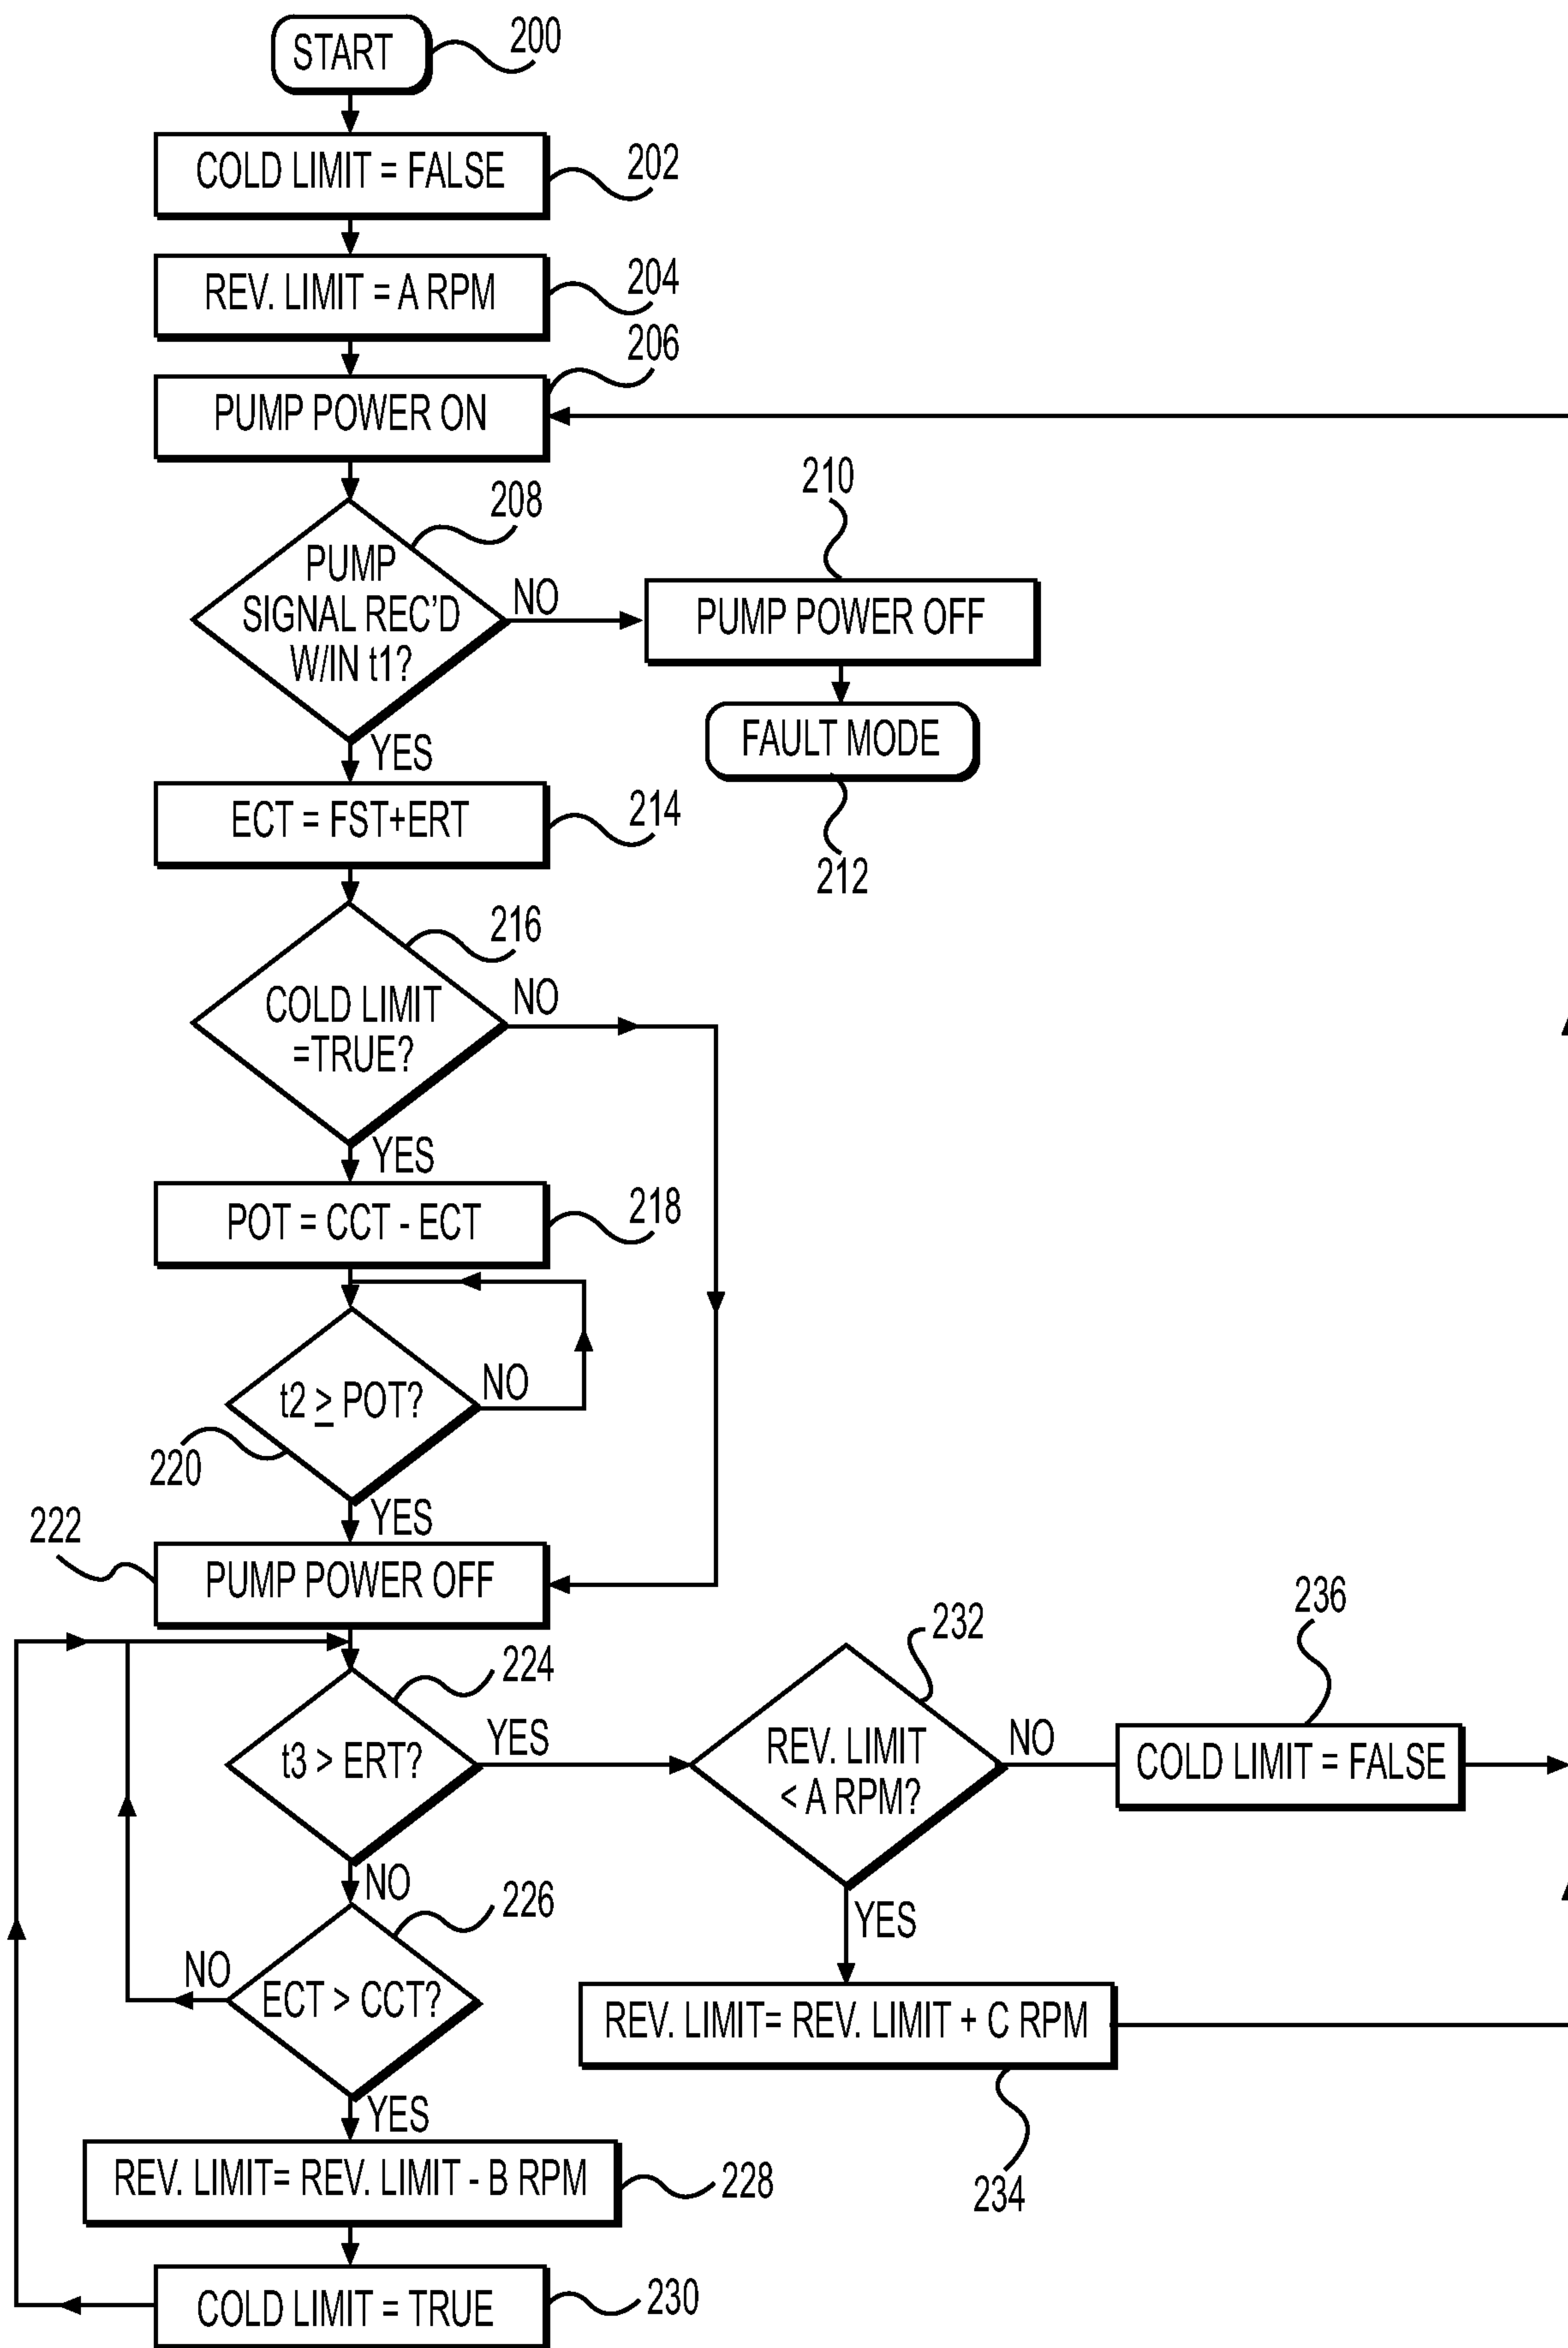 START
200
COLD LIMIT = FALSE
202
REV. LIMIT = A RPM
204
206
PUMP POWER ON
208
PUMP
SIGNAL REC'D
W/IN t1?
NO
210
PUMP POWER OFF
FAULT MODE
212
YES
ECT = FST+ERT
214
216
COLD LIMIT
=TRUE?
NO
YES
POT = CCT - ECT
218
t2 ≥ POT?
NO
220
YES
222
PUMP POWER OFF
224
t3 > ERT?
YES
232
REV. LIMIT
< A RPM?
NO
236
COLD LIMIT = FALSE
NO
226
ECT > CCT?
NO
YES
REV. LIMIT= REV. LIMIT + C RPM
234
YES
REV. LIMIT= REV. LIMIT - B RPM
228
COLD LIMIT = TRUE
230